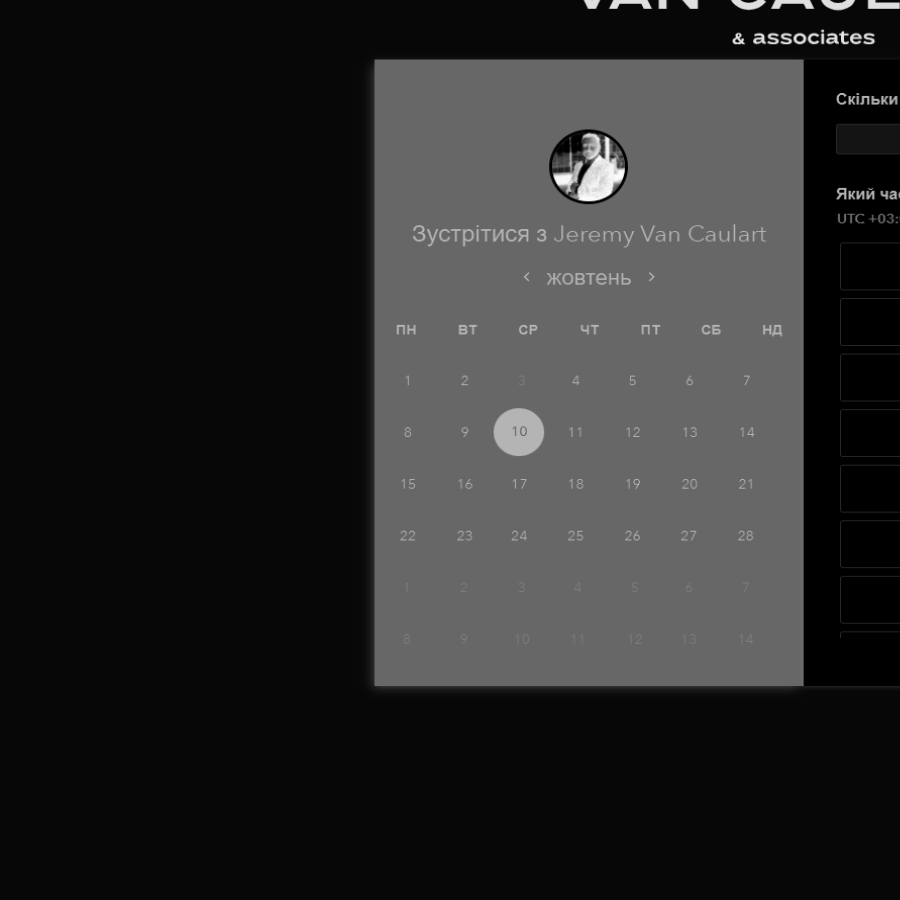 & associates
Скільки
Який
UTC +03:
Зустрітися з Jeremy Van Caulart
жовтень
ПН ВТ СР ЧТ ПТ СБ НД
1 2 3 4 5 6 7
8 9 10 11 12 13 14
15 16 17 18 19 20 21
22 23 24 25 26 27 28
1 2 3 4 5 6 7
8 9 10 11 12 13 14